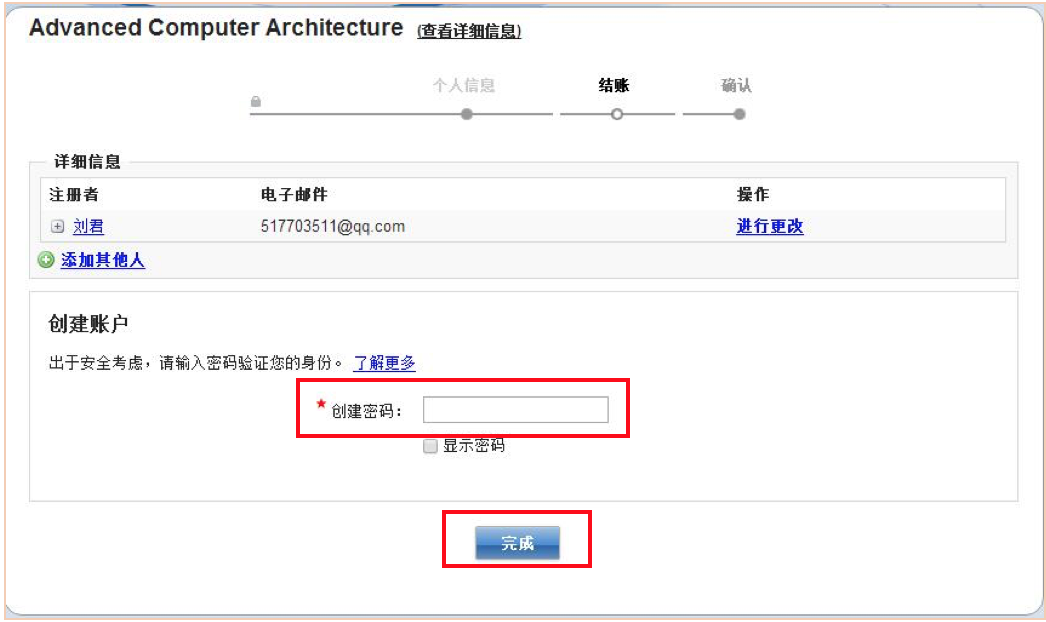 Advanced Computer Architecture (查看详细信息)
个人信息 结账 确认
详细信息
注册者 电子邮件 操作
刘君 517703511@qq.com 进行更改
添加其他人
创建账户
出于安全考虑，请输入密码验证您的身份。 了解更多
* 创建密码：
显示密码
完成